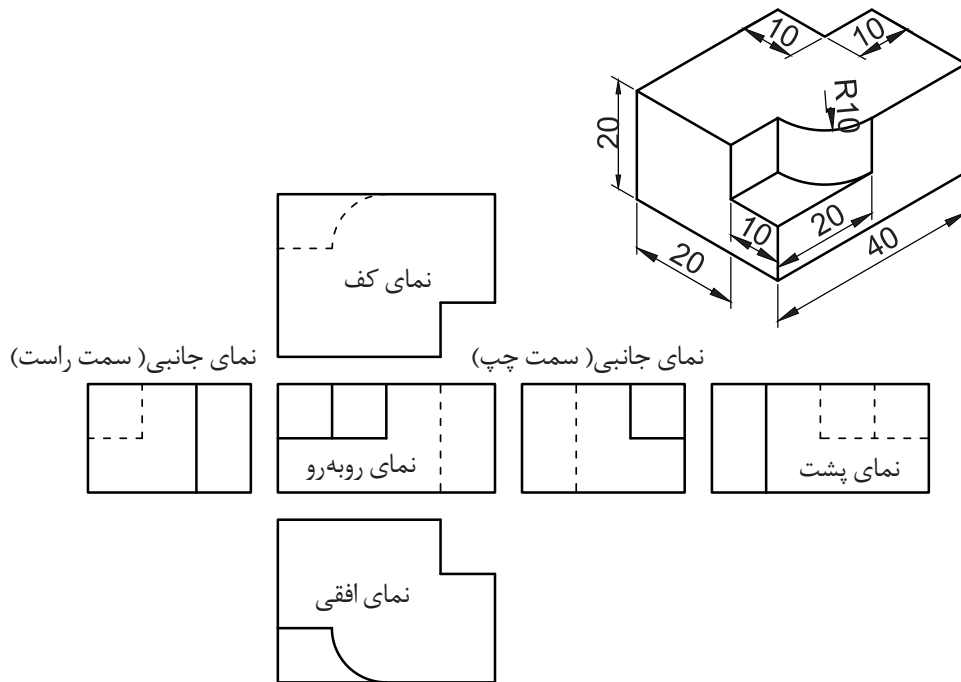 10
10
R10
20
10
20
20
40
نمای کف
نمای جانبی( سمت راست)
نمای جانبی( سمت چپ)
نمای روبه‌رو
نمای پشت
نمای افقی